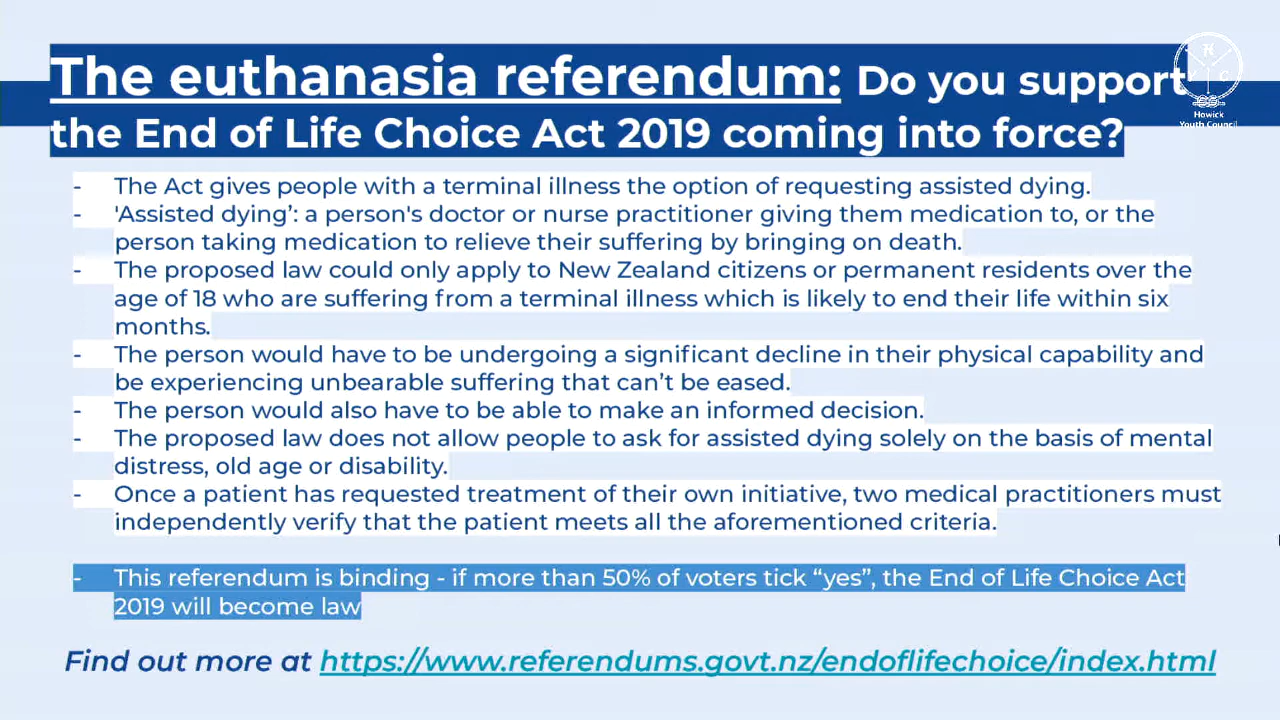 The euthanasia referendum: Do you support
the End of Life Choice Act 2019 coming into force?
H
Y C
Howick
Youth Council
- The Act gives people with a terminal illness the option of requesting assisted dying.
- 'Assisted dying’: a person's doctor or nurse practitioner giving them medication to, or the
person taking medication to relieve their suffering by bringing on death.
- The proposed law could only apply to New Zealand citizens or permanent residents over the
age of 18 who are suffering from a terminal illness which is likely to end their life within six
months.
- The person would have to be undergoing a significant decline in their physical capability and
be experiencing unbearable suffering that can’t be eased.
- The person would also have to be able to make an informed decision.
- The proposed law does not allow people to ask for assisted dying solely on the basis of mental
distress, old age or disability.
- Once a patient has requested treatment of their own initiative, two medical practitioners must
independently verify that the patient meets all the aforementioned criteria.
- This referendum is binding - if more than 50% of voters tick “yes”, the End of Life Choice Act
2019 will become law
Find out more at https://www.referendums.govt.nz/endoflifechoice/index.html